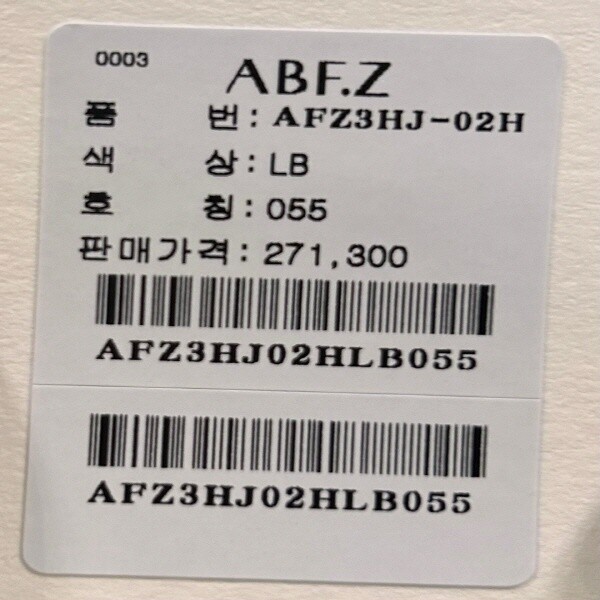 0003
ABF.Z
품 번 : AFZ3HJ-02H
색 상 : LB
호 칭 : 055
판매가격 : 271,300
AFZ3HJ02HLB055
AFZ3HJ02HLB055